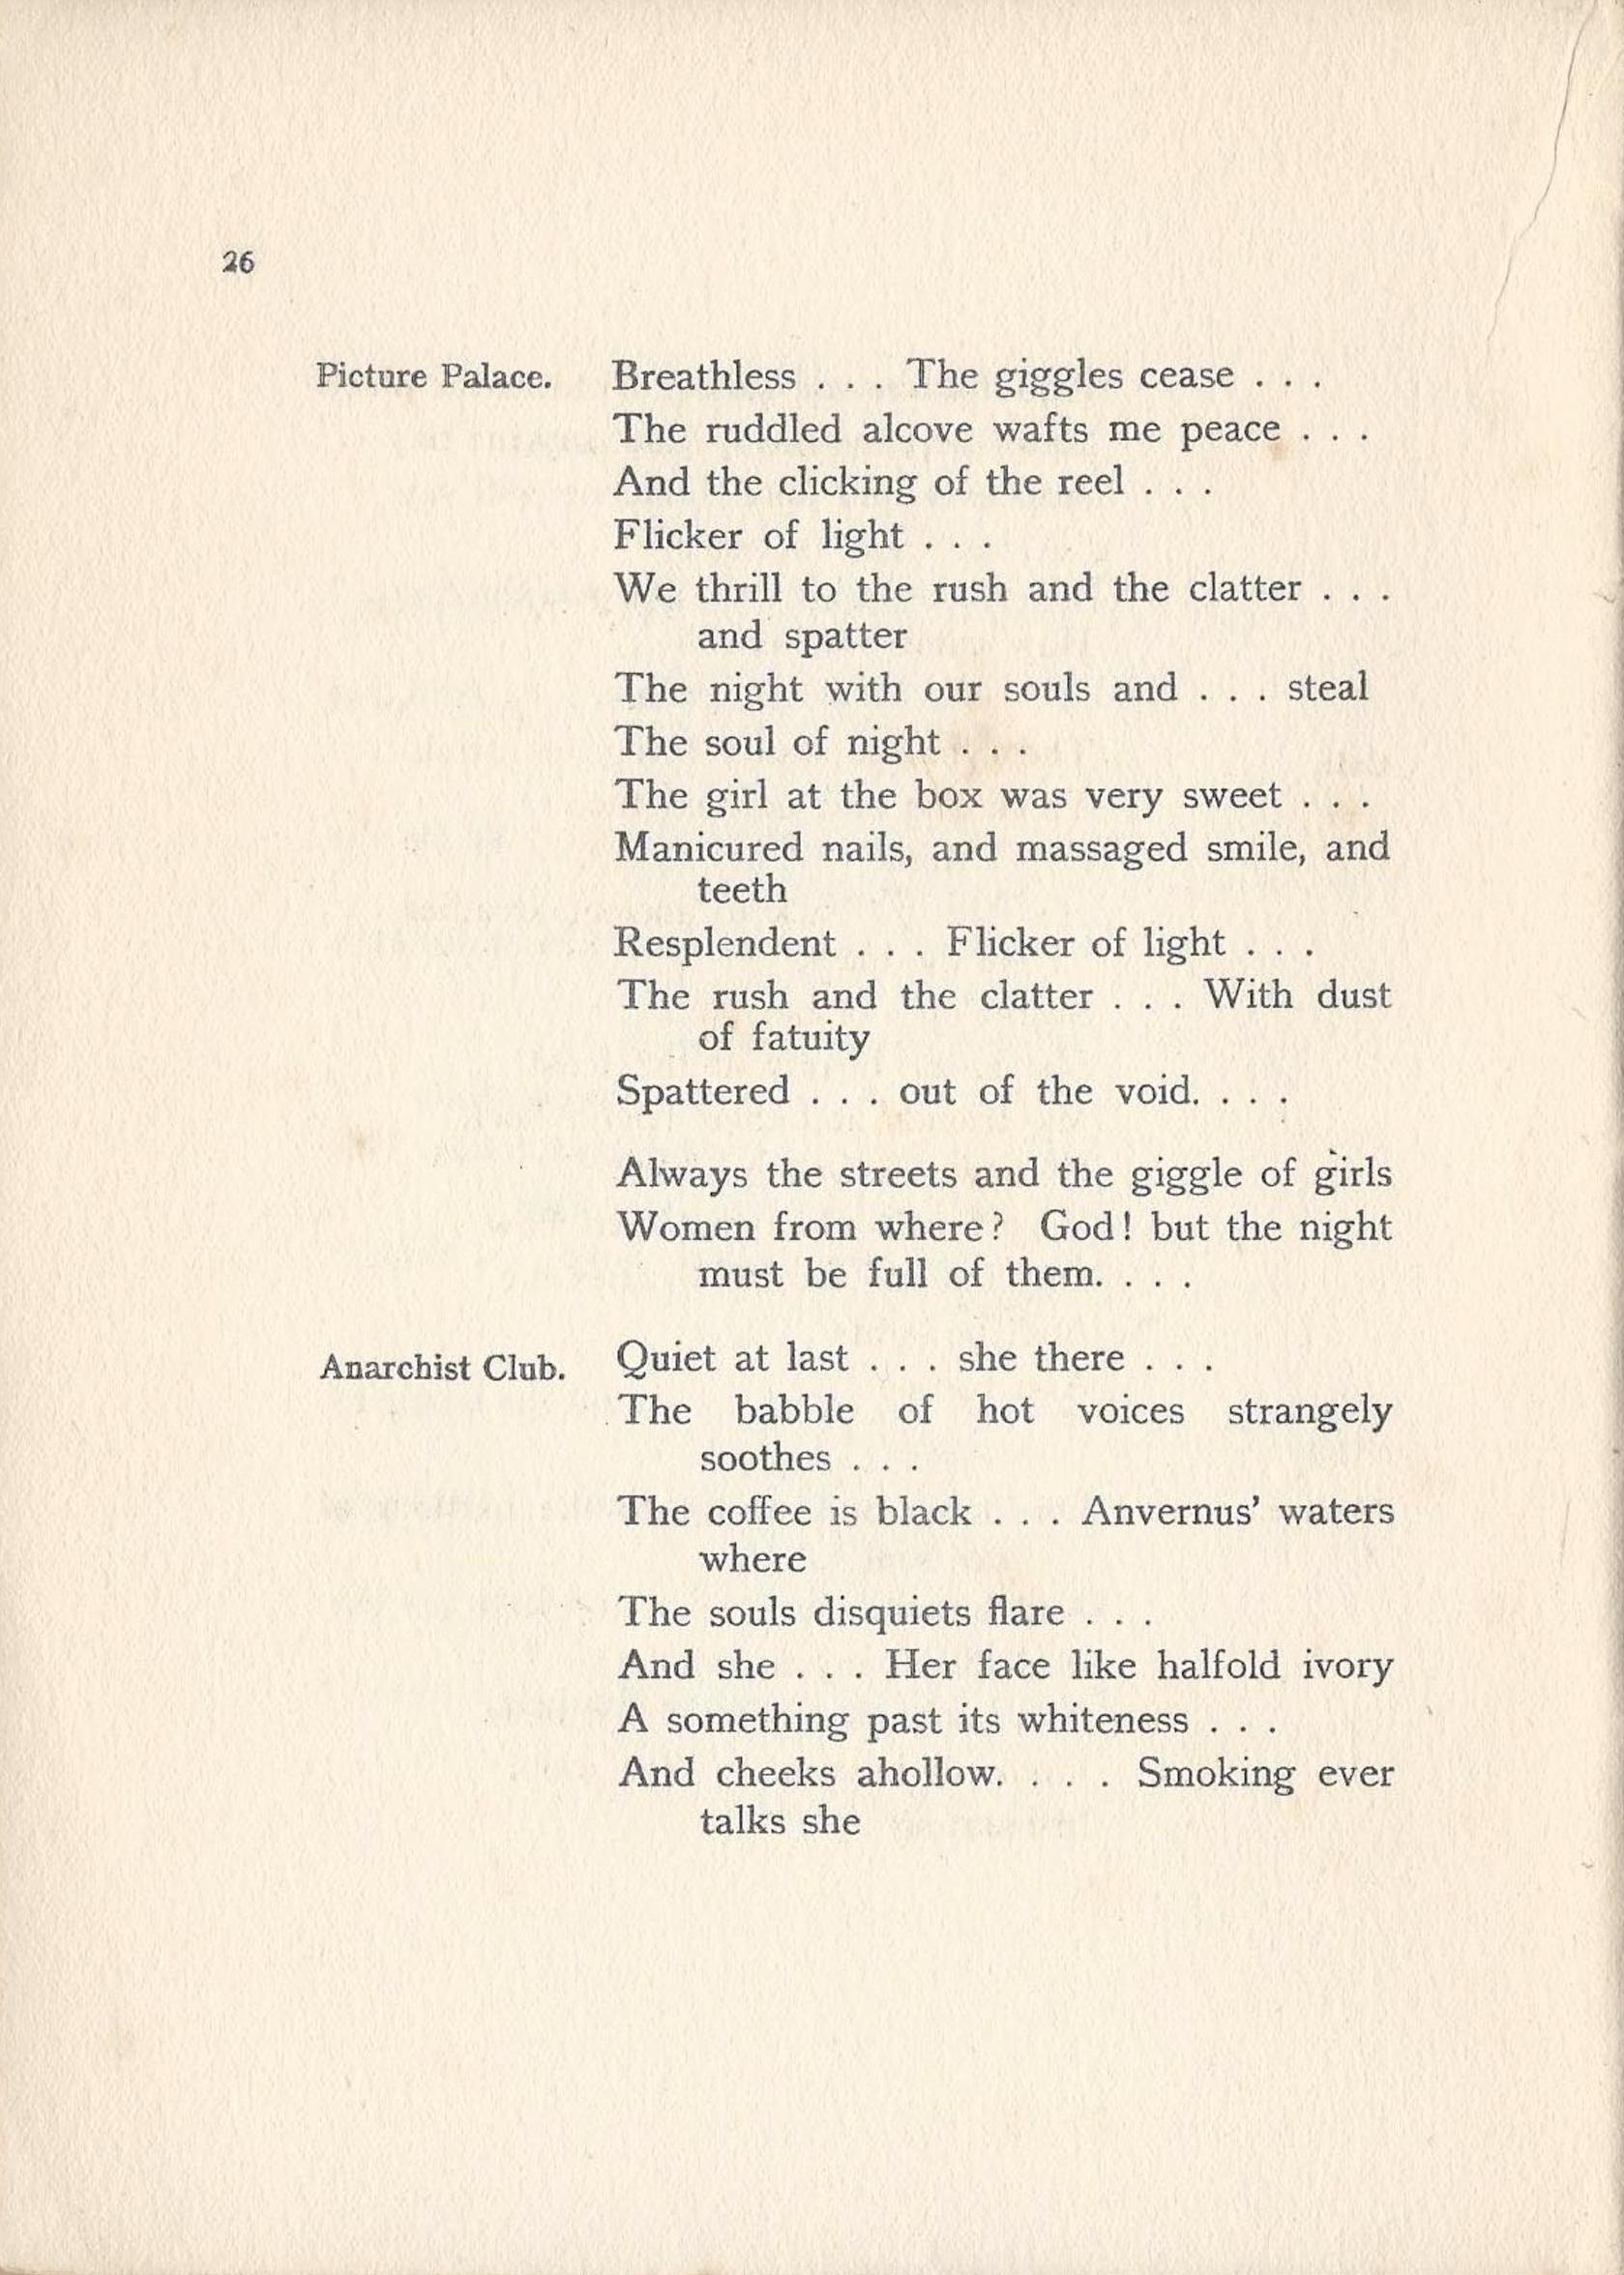 26
Picture Palace. Breathless . . . The giggles cease . . .
The ruddled alcove wafts me peace . . .
And the clicking of the reel . . .
Flicker of light . . .
We thrill to the rush and the clatter . . .
and spatter
The night with our souls and . . . steal
The soul of night . . .
The girl at the box was very sweet . . .
Manicured nails, and massaged smile, and
teeth
Resplendent . . . Flicker of light . . .
The rush and the clatter . . . With dust
of fatuity
Spattered . . . out of the void. . . .
Always the streets and the giggle of girls
Women from where? God! but the night
must be full of them. . . .
Anarchist Club. Quiet at last . . . she there . . .
The babble of hot voices strangely
soothes . . .
The coffee is black . . . Anvernus' waters
where
The souls disquiets flare . . .
And she . . . Her face like halfold ivory
A something past its whiteness . . .
And cheeks ahollow. . . . Smoking ever
talks she